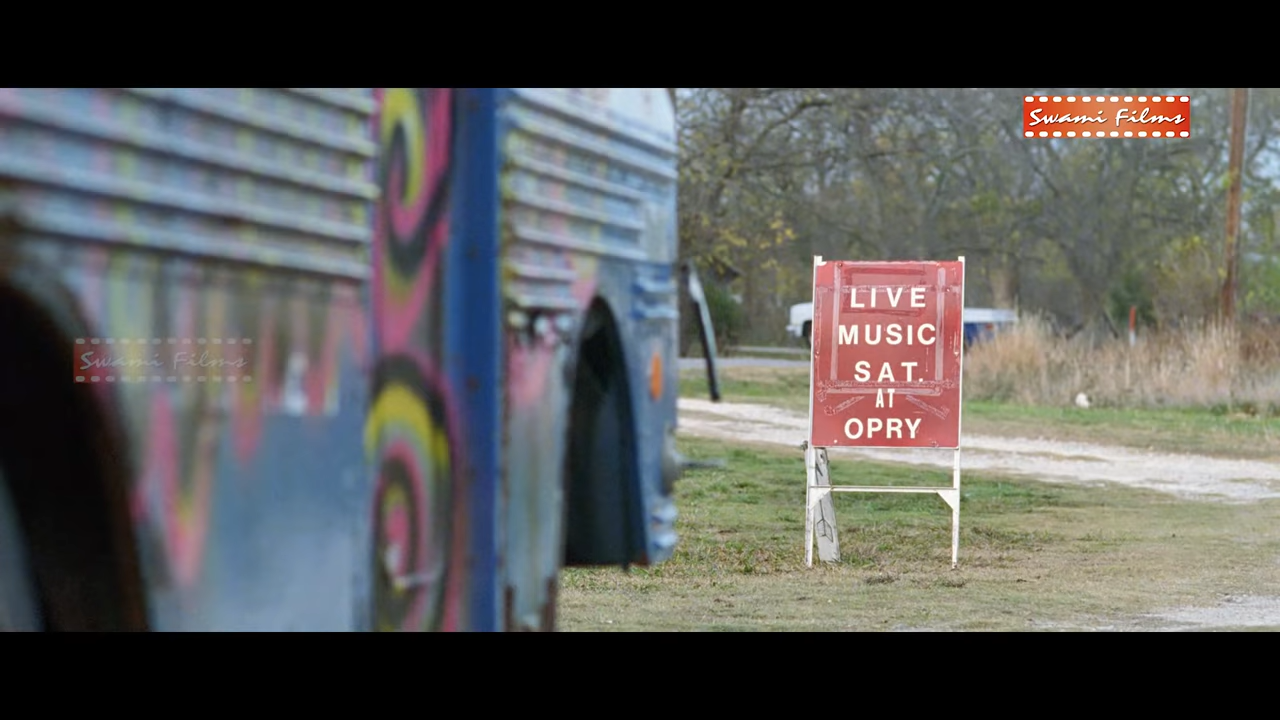 Swami Films
LIVE
MUSIC
SAT.
AT
OPRY
Swami Films